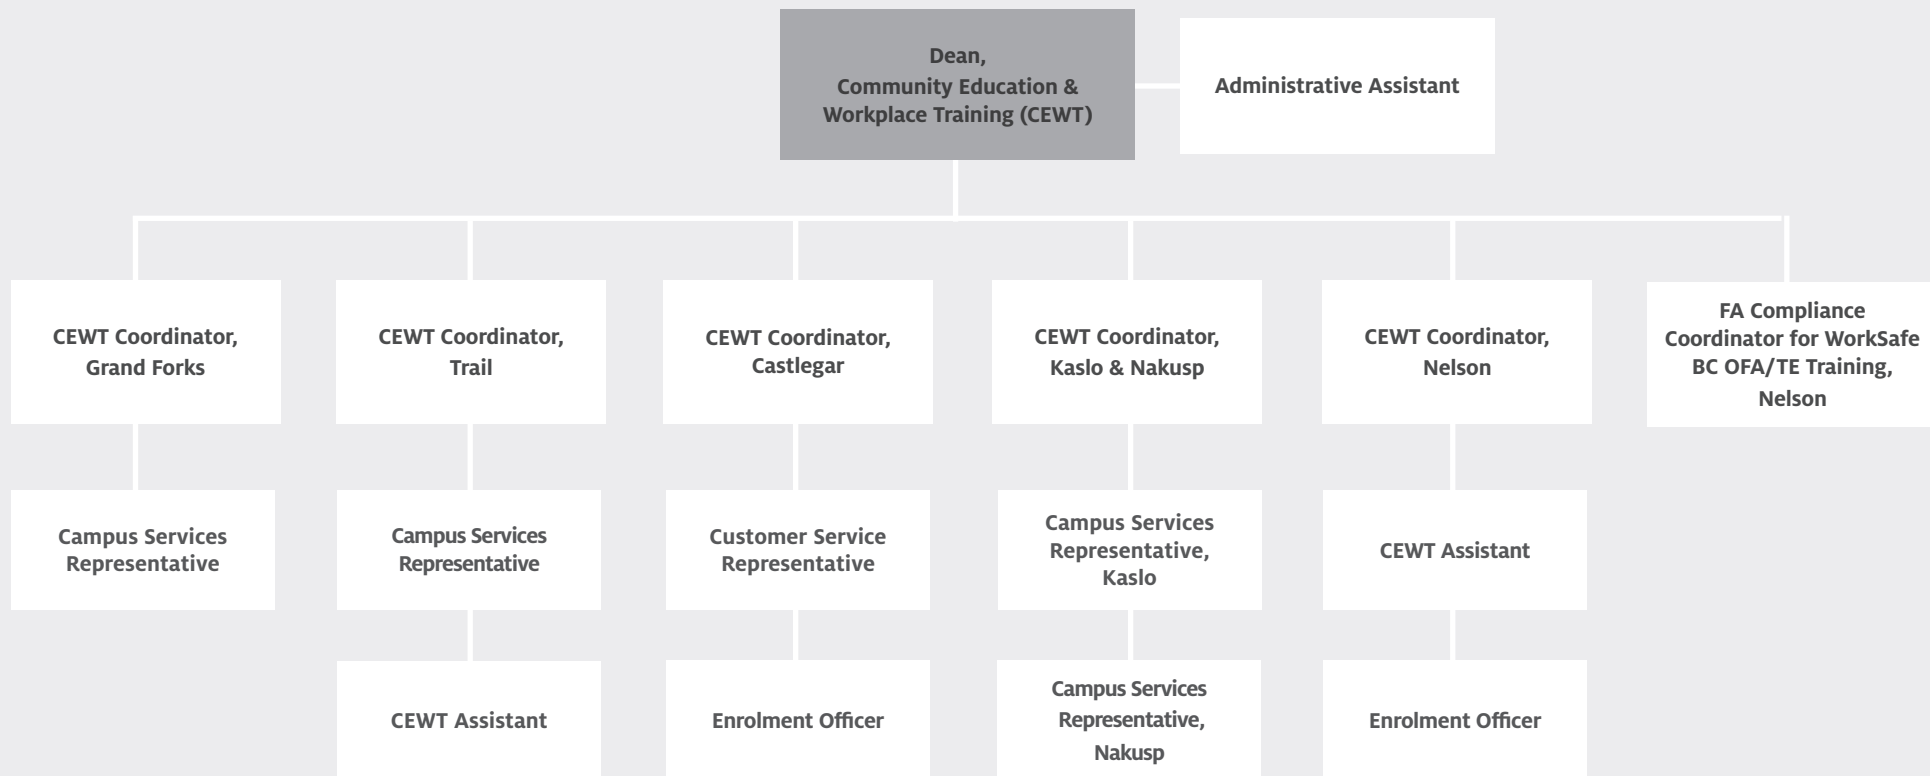 Dean,
Community Education &
Workplace Training (CEWT)
Administrative Assistant
CEWT Coordinator,
Grand Forks
CEWT Coordinator,
Trail
CEWT Coordinator,
Castlegar
CEWT Coordinator,
Kaslo & Nakusp
CEWT Coordinator,
Nelson
FA Compliance
Coordinator for WorkSafe
BC OFA/TE Training,
Nelson
Campus Services
Representative
Campus Services
Representative
Customer Service
Representative
Campus Services
Representative,
Kaslo
CEWT Assistant
CEWT Assistant
Enrolment Officer
Campus Services
Representative,
Nakusp
Enrolment Officer